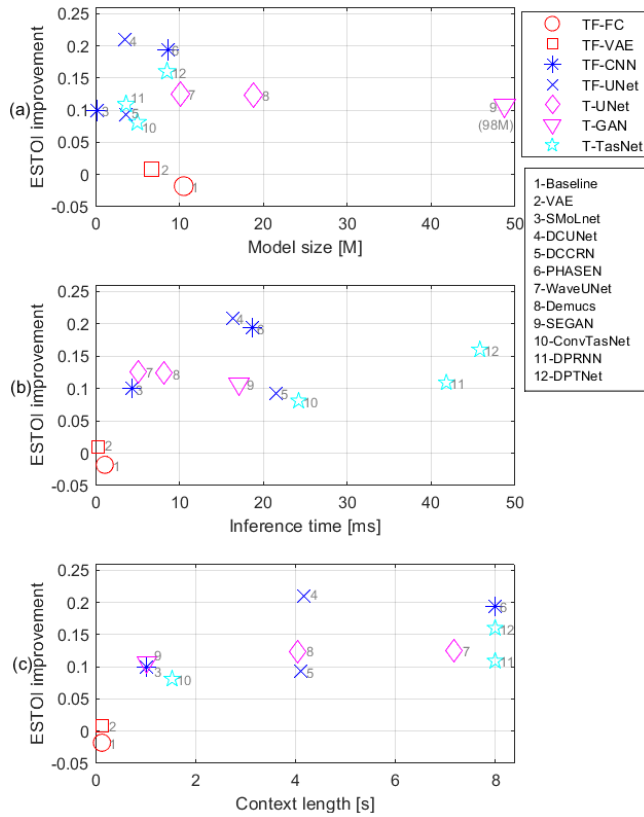 (a)
ESTOI improvement
0.25
0.2
0.15
0.1
0.05
0
-0.05
4
6
12
7
8
11
3
5
10
9
(98M)
2
1
0
10
20
30
40
50
Model size [M]
TF-FC
TF-VAE
TF-CNN
TF-UNet
T-UNet
T-GAN
T-TasNet
1-Baseline
2-VAE
3-SMoLnet
4-DCUNet
5-DCCRN
6-PHASEN
7-WaveUNet
8-Demucs
9-SEGAN
10-ConvTasNet
11-DPRNN
12-DPTNet
(b)
ESTOI improvement
0.25
0.2
0.15
0.1
0.05
0
-0.05
4
6
12
7
8
9
11
3
5
10
2
1
0
10
20
30
40
50
Inference time [ms]
(c)
ESTOI improvement
0.25
0.2
0.15
0.1
0.05
0
-0.05
4
6
12
8
7
9
11
3
5
10
2
1
0
2
4
6
8
Context length [s]